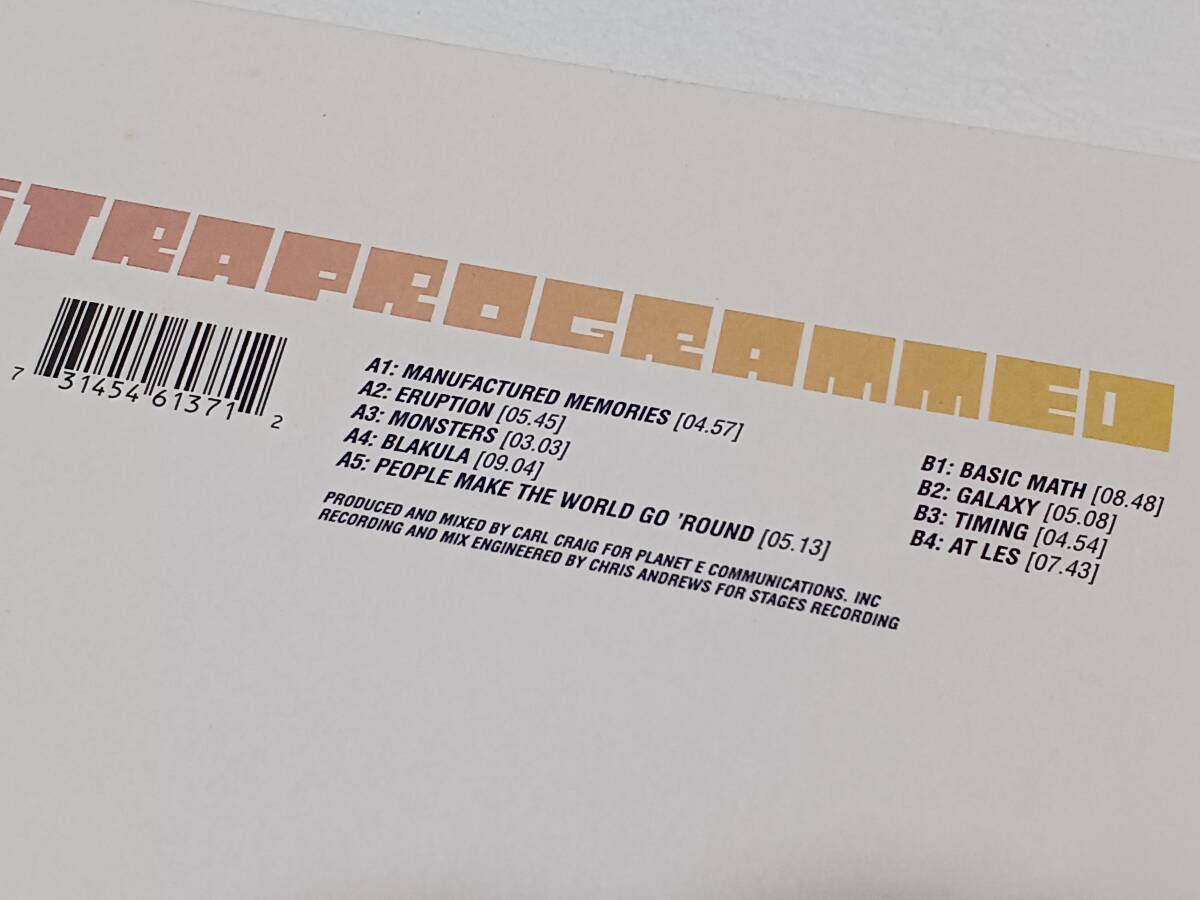 TRAPROGRAMMED
7 31454 61371 2
A1: MANUFACTURED MEMORIES [04.57]
A2: ERUPTION [05.45]
A3: MONSTERS [03.03]
A4: BLAKULA [09.04]
A5: PEOPLE MAKE THE WORLD GO 'ROUND [05.13]
B1: BASIC MATH [08.48]
B2: GALAXY [05.08]
B3: TIMING [04.54]
B4: AT LES [07.43]
PRODUCED AND MIXED BY CARL CRAIG FOR PLANET E COMMUNICATIONS. INC
RECORDING AND MIX ENGINEERED BY CHRIS ANDREWS FOR STAGES RECORDING